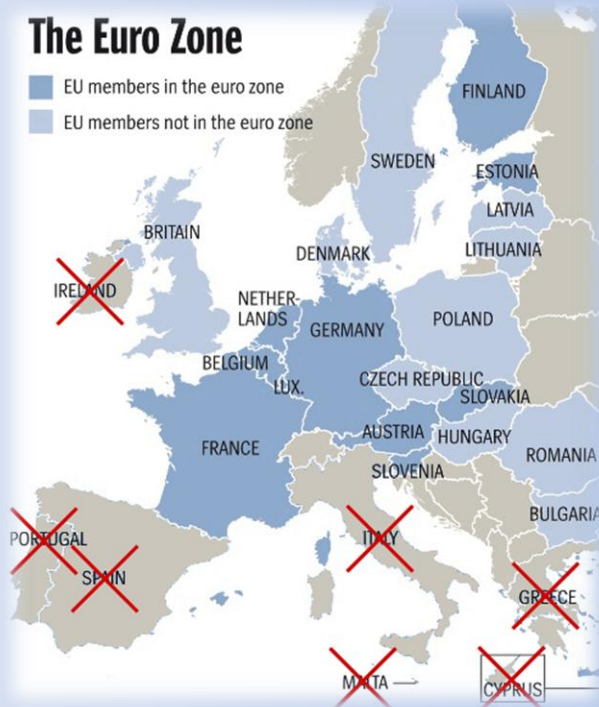 The Euro Zone
EU members in the euro zone
EU members not in the euro zone
FINLAND
SWEDEN
ESTONIA
LATVIA
LITHUANIA
BRITAIN
DENMARK
IRELAND
NETHER-
LANDS
GERMANY
POLAND
BELGIUM
LUX.
CZECH REPUBLIC
SLOVAKIA
FRANCE
AUSTRIA
HUNGARY
ROMANIA
SLOVENIA
BULGARIA
PORTUGAL
SPAIN
ITALY
GREECE
MALTA
CYPRUS